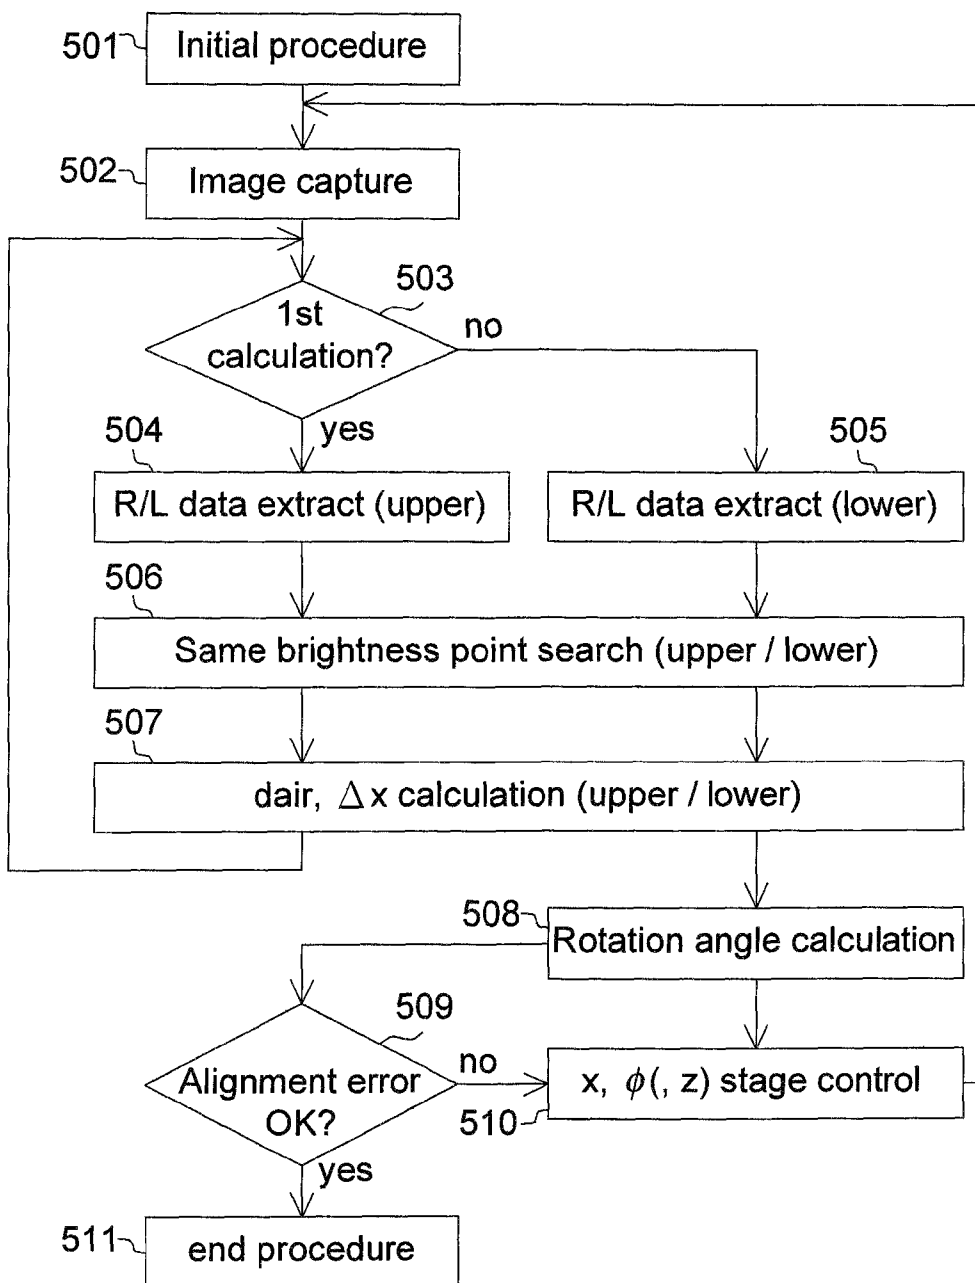 501
Initial procedure
502
Image capture
503
1st
calculation?
no
yes
504
R/L data extract (upper)
505
R/L data extract (lower)
506
Same brightness point search (upper / lower)
507
dair, Δx calculation (upper / lower)
508
Rotation angle calculation
509
Alignment error
OK?
no
yes
x, ϕ(, z) stage control
510
511
end procedure